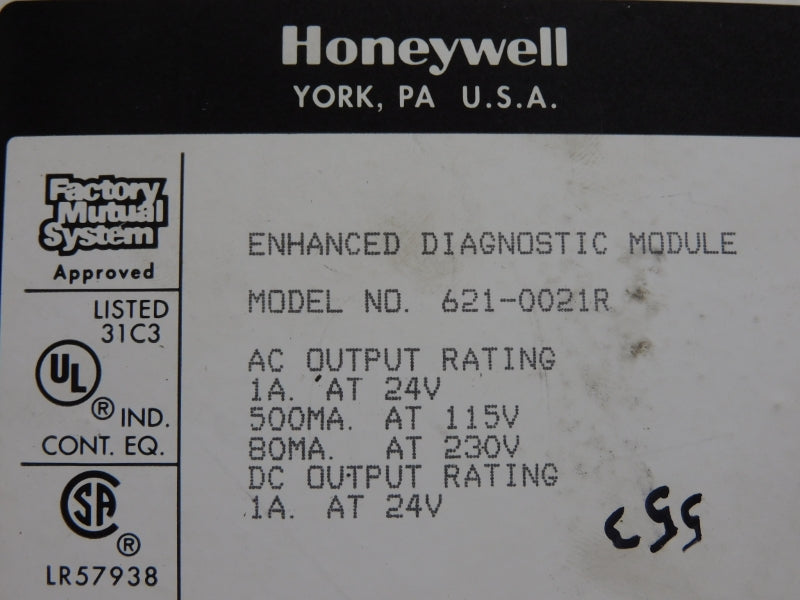 Honeywell
YORK, PA U.S.A.
Factory
Mutual
System
Approved
LISTED
31C3
UL
® IND.
CONT. EQ.
SA
®
LR57938
ENHANCED DIAGNOSTIC MODULE
MODEL NO. 621-0021R
AC OUTPUT RATING
1A. AT 24V
500MA. AT 115V
80MA. AT 230V
DC OUTPUT RATING
1A. AT 24V